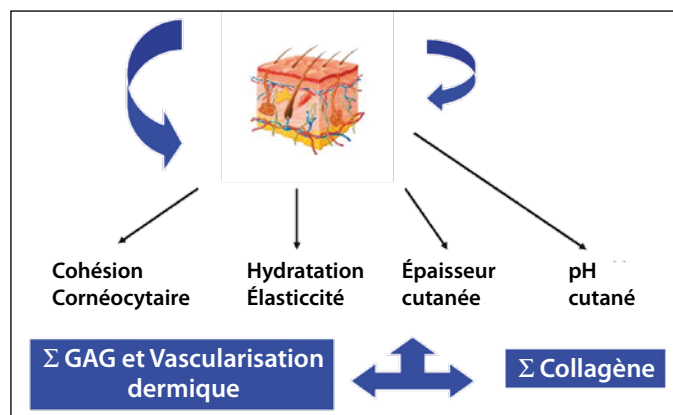 Cohésion
Cornéocytaire
Hydratation
Élasticcité
Épaisseur
cutanée
pH
cutané
Σ GAG et Vascularisation
dermique
Σ Collagène